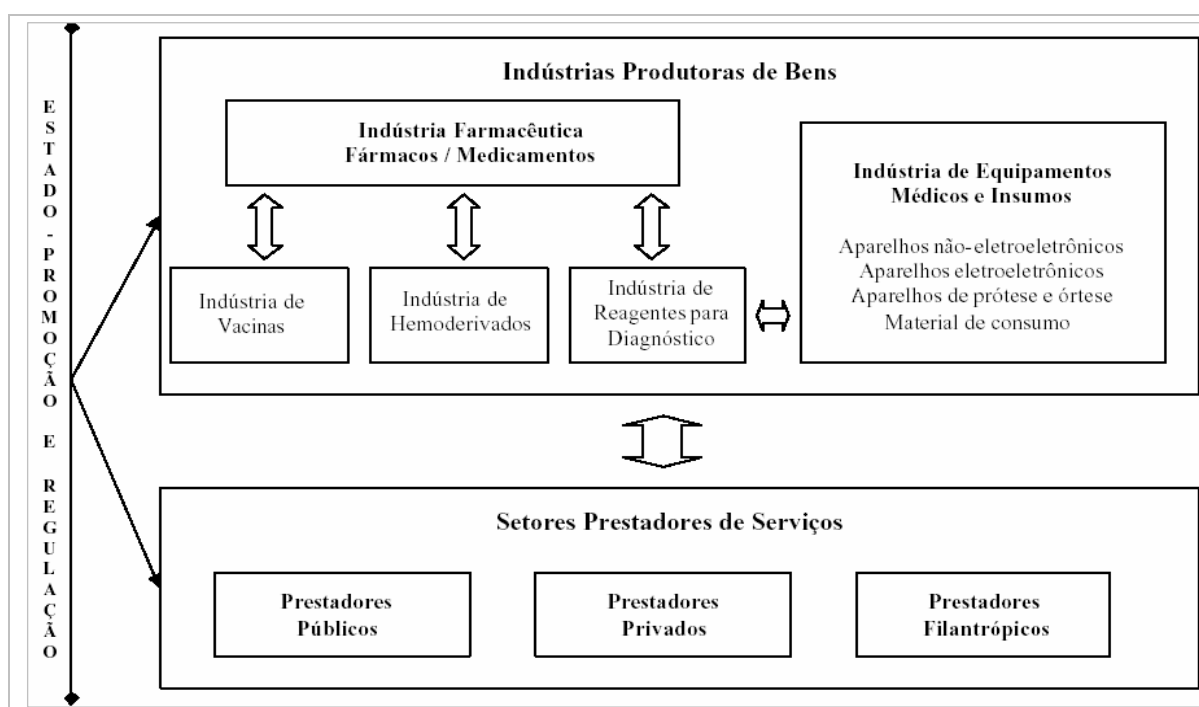 ESTADO-PROMOÇÃO E REGULAÇÃO
Indústrias Produtoras de Bens
Indústria Farmacêutica
Fármacos / Medicamentos
Indústria de
Vacinas
Indústria de
Hemoderivados
Indústria de
Reagentes para
Diagnóstico
Indústria de Equipamentos
Médicos e Insumos
Aparelhos não-eletroeletrônicos
Aparelhos eletroeletrônicos
Aparelhos de prótese e órtese
Material de consumo
Setores Prestadores de Serviços
Prestadores
Públicos
Prestadores
Privados
Prestadores
Filantrópicos